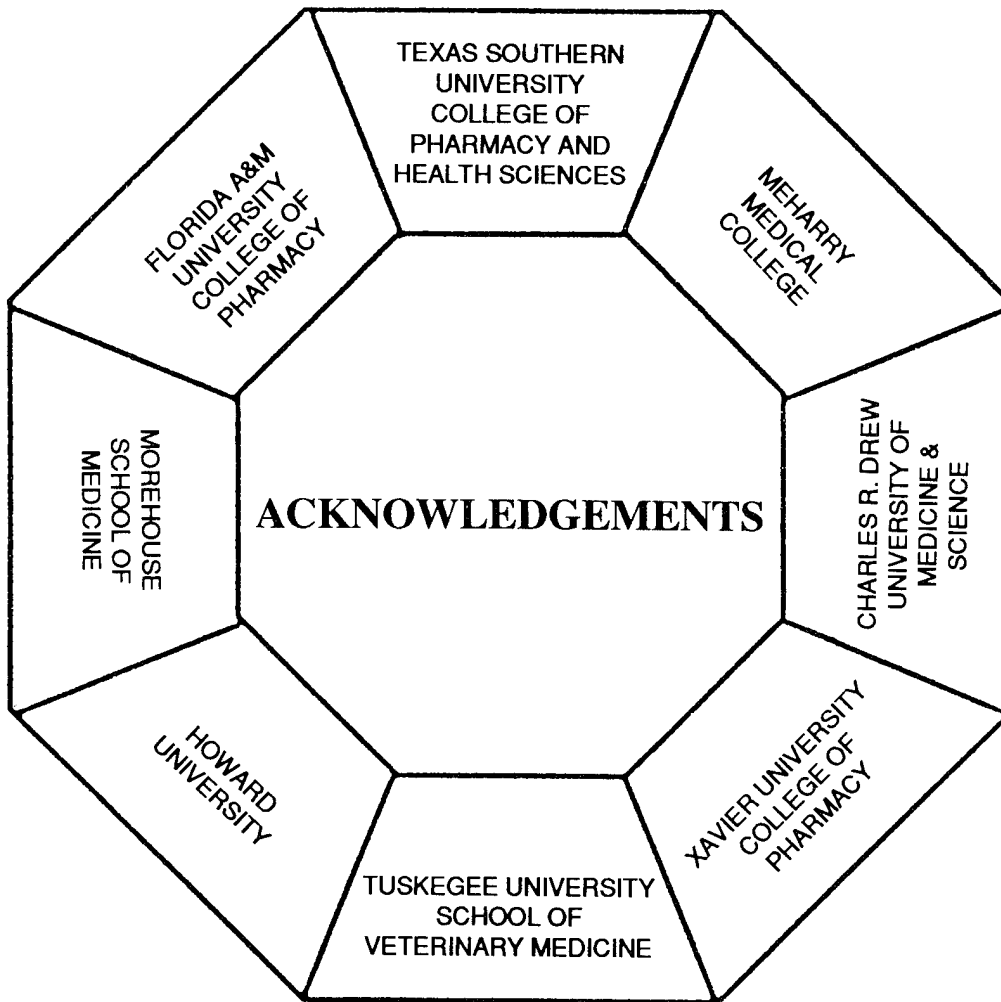 TEXAS SOUTHERN
UNIVERSITY
COLLEGE OF
PHARMACY AND
HEALTH SCIENCES
MEHARRY
MEDICAL
COLLEGE
CHARLES R. DREW
UNIVERSITY OF
MEDICINE &
SCIENCE
XAVIER UNIVERSITY
COLLEGE OF
PHARMACY
TUSKEGEE UNIVERSITY
SCHOOL OF
VETERINARY MEDICINE
HOWARD
UNIVERSITY
MOREHOUSE
SCHOOL OF
MEDICINE
FLORIDA A&M
UNIVERSITY
COLLEGE OF
PHARMACY
ACKNOWLEDGEMENTS